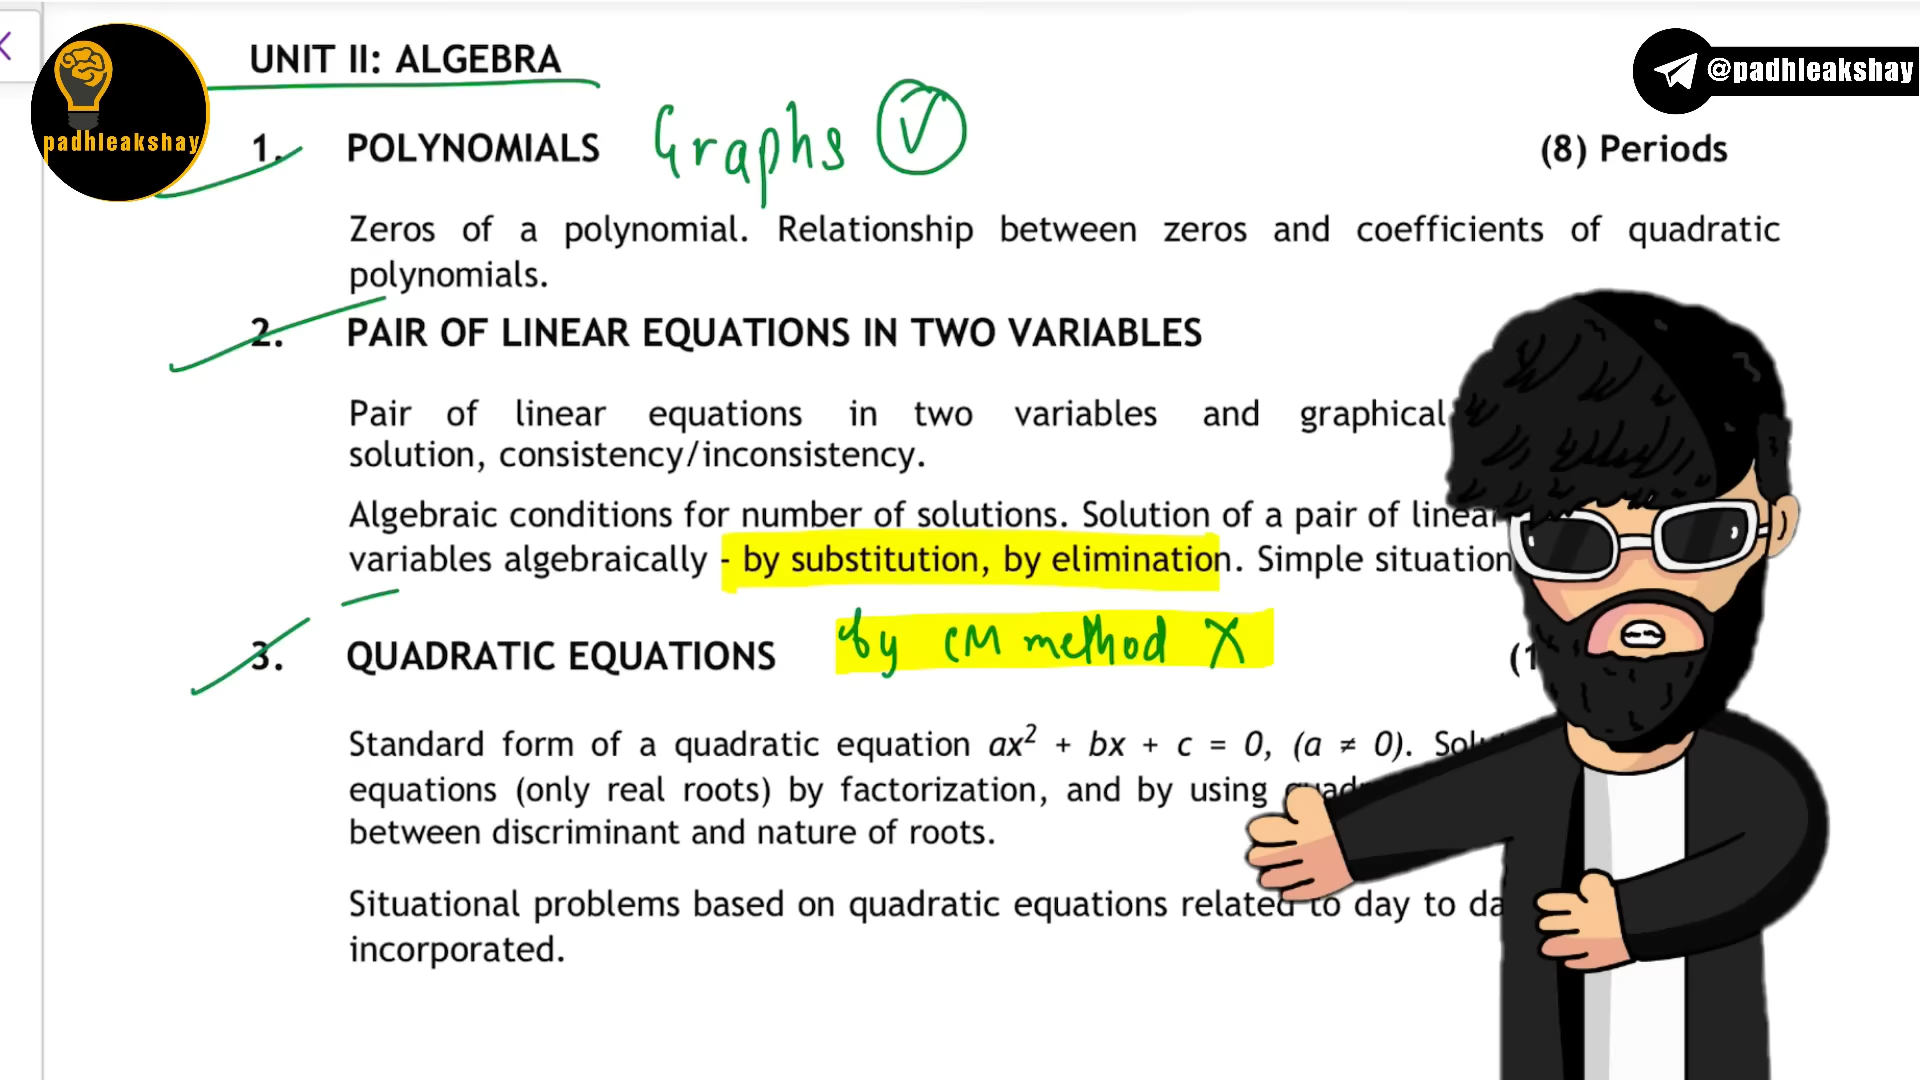 UNIT II: ALGEBRA
padhleakshay
@padhleakshay
1. POLYNOMIALS Graphs (8) Periods
Zeros of a polynomial. Relationship between zeros and coefficients of quadratic
polynomials.
2. PAIR OF LINEAR EQUATIONS IN TWO VARIABLES
Pair of linear equations in two variables and graphical
solution, consistency/inconsistency.
Algebraic conditions for number of solutions. Solution of a pair of linear
variables algebraically - by substitution, by elimination. Simple situation
by CM method X
3. QUADRATIC EQUATIONS (1
Standard form of a quadratic equation ax² + bx + c = 0, (a ≠ 0).
equations (only real roots) by factorization, and by using
between discriminant and nature of roots.
Situational problems based on quadratic equations related to day to da
incorporated.